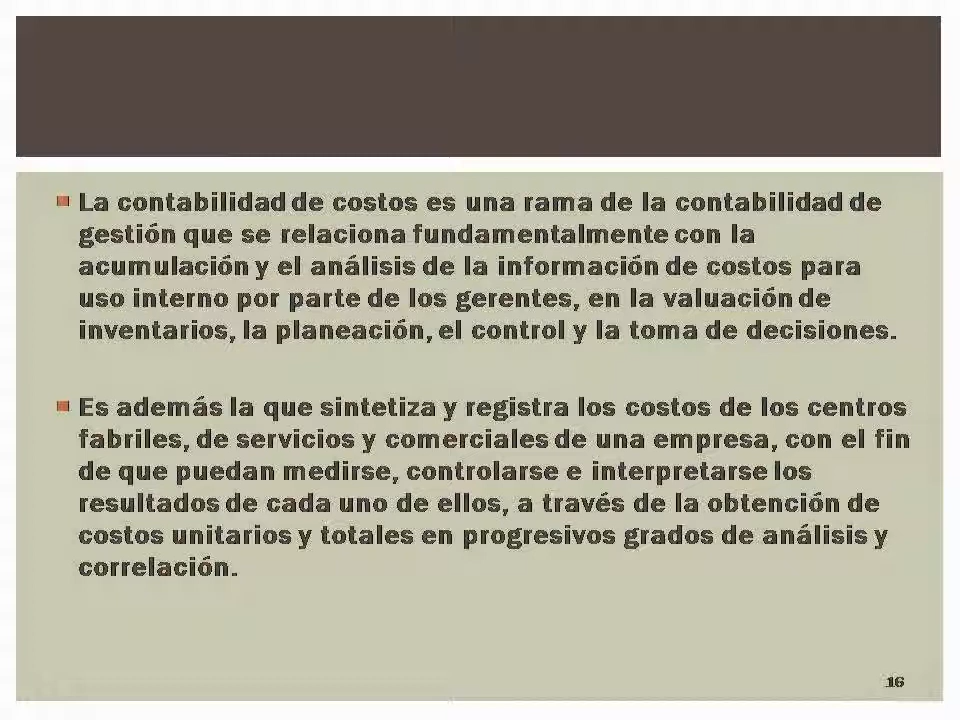 La contabilidad de costos es una rama de la contabilidad de
gestión que se relaciona fundamentalmente con la
acumulación y el análisis de la información de costos para
uso interno por parte de los gerentes, en la valuación de
inventarios, la planeación, el control y la toma de decisiones.
Es además la que sintetiza y registra los costos de los centros
fabriles, de servicios y comerciales de una empresa, con el fin
de que puedan medirse, controlarse e interpretarse los
resultados de cada uno de ellos, a través de la obtención de
costos unitarios y totales en progresivos grados de análisis y
correlación.
16